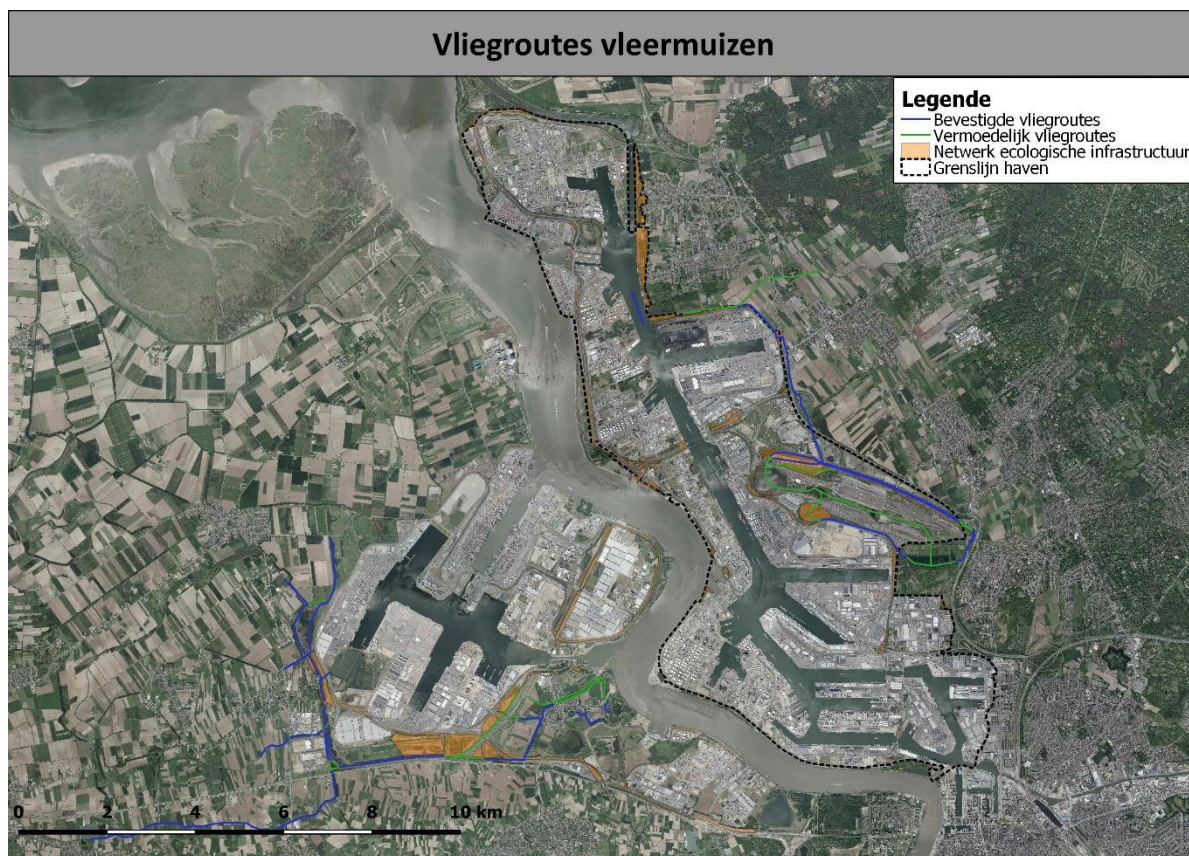 Vliegroutes vleermuizen
Legende
Bevestigde vliegroutes
Vermoedelijk vliegroutes
Netwerk ecologische infrastructuur
Grenslijn haven
0 2 4 6 8 10 km